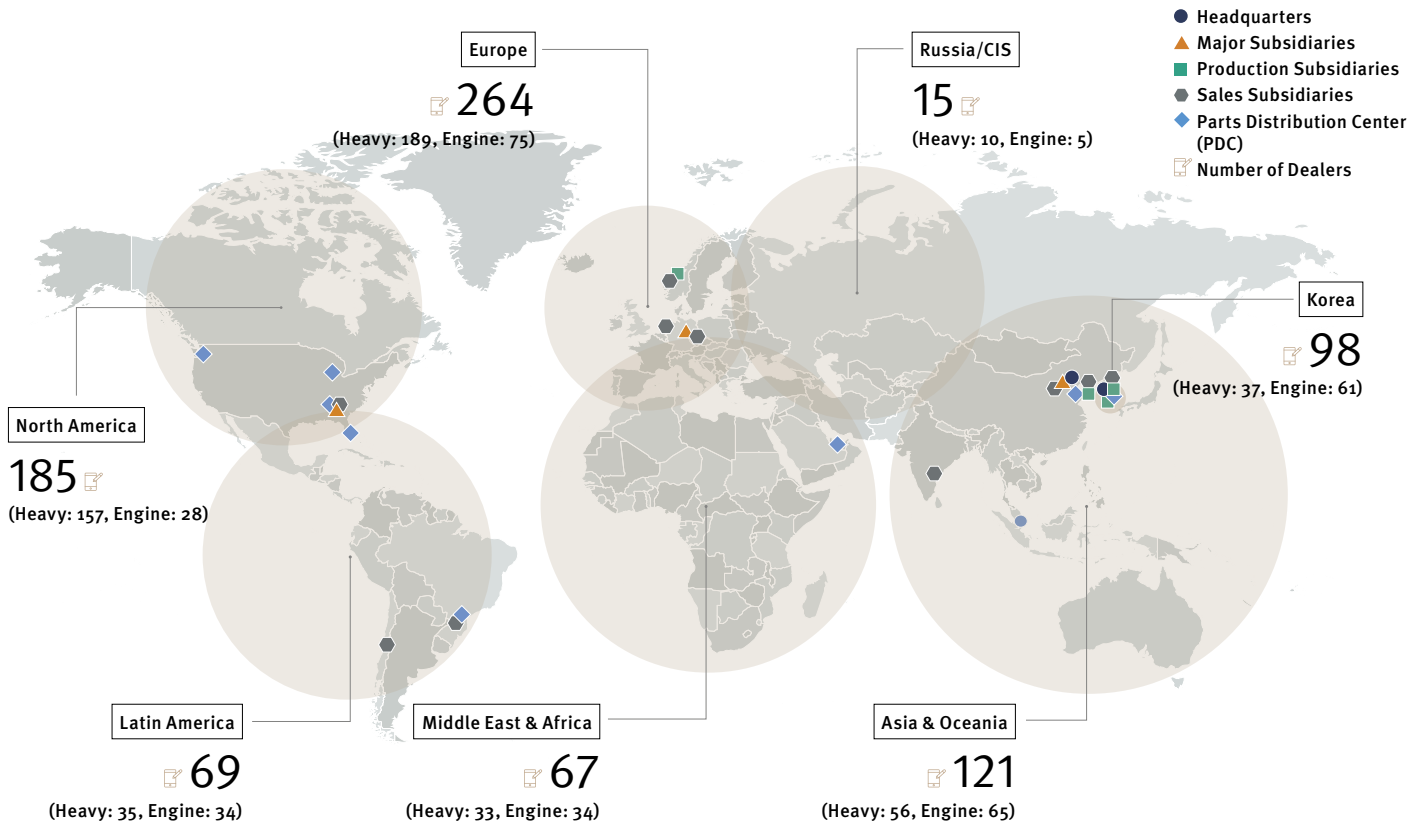 Headquarters
Major Subsidiaries
Production Subsidiaries
Sales Subsidiaries
Parts Distribution Center
(PDC)
Number of Dealers
Europe
264
(Heavy: 189, Engine: 75)
Russia/CIS
15
(Heavy: 10, Engine: 5)
Korea
98
(Heavy: 37, Engine: 61)
North America
185
(Heavy: 157, Engine: 28)
Latin America
69
(Heavy: 35, Engine: 34)
Middle East & Africa
67
(Heavy: 33, Engine: 34)
Asia & Oceania
121
(Heavy: 56, Engine: 65)